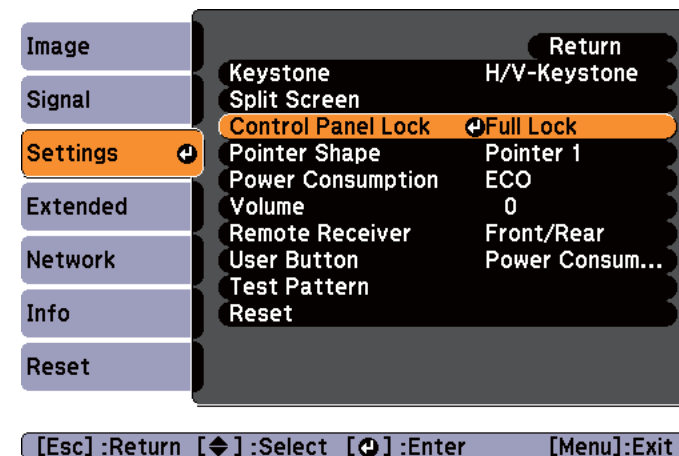 Image
Signal
Settings
Extended
Network
Info
Reset
Return
Keystone H/V-Keystone
Split Screen
Control Panel Lock Full Lock
Pointer Shape Pointer 1
Power Consumption ECO
Volume 0
Remote Receiver Front/Rear
User Button Power Consum...
Test Pattern
Reset
[Esc] :Return [◆] :Select [⏎] :Enter [Menu]:Exit